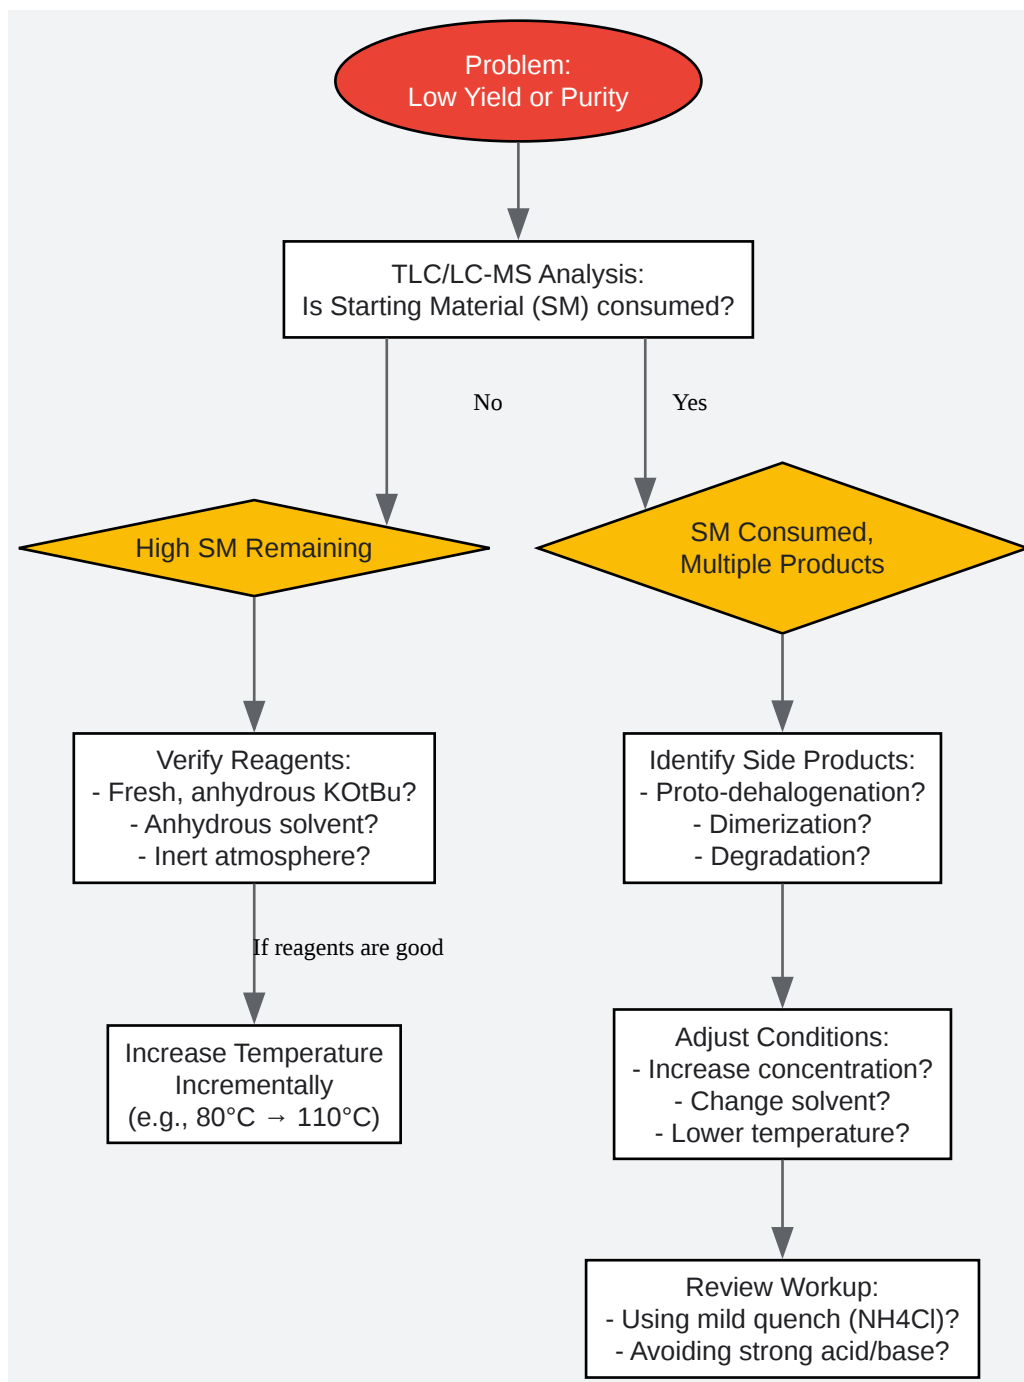 Problem:
Low Yield or Purity
TLC/LC-MS Analysis:
Is Starting Material (SM) consumed?
No
Yes
High SM Remaining
SM Consumed,
Multiple Products
Verify Reagents:
- Fresh, anhydrous KOtBu?
- Anhydrous solvent?
- Inert atmosphere?
Identify Side Products:
- Proto-dehalogenation?
- Dimerization?
- Degradation?
If reagents are good
Increase Temperature
Incrementally
(e.g., 80°C → 110°C)
Adjust Conditions:
- Increase concentration?
- Change solvent?
- Lower temperature?
Review Workup:
- Using mild quench (NH4Cl)?
- Avoiding strong acid/base?